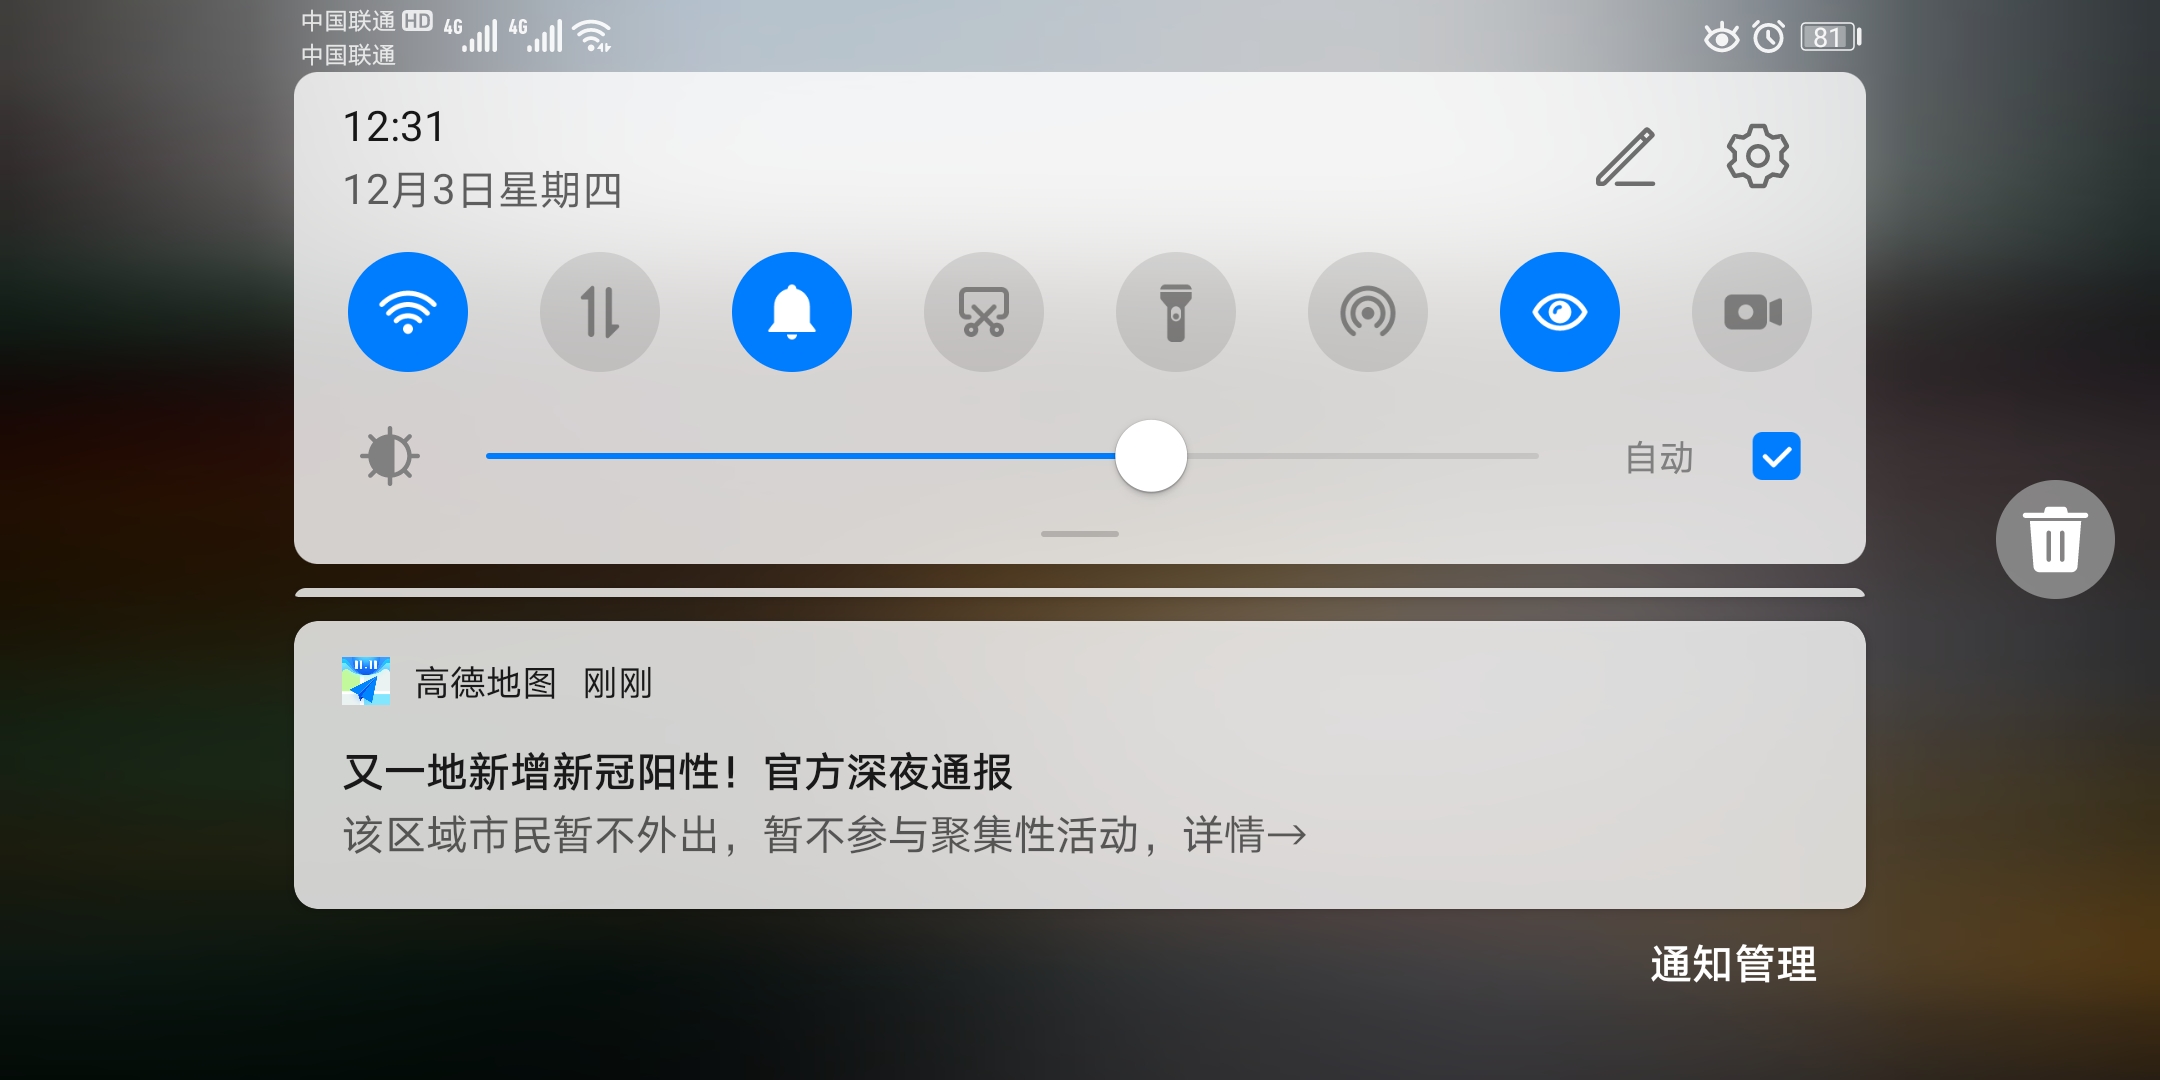 中国联通 HD 4G 4G 81
中国联通
12:31
12月3日星期四
自动
11.11
高德地图 刚刚
又一地新增新冠阳性！官方深夜通报
该区域市民暂不外出，暂不参与聚集性活动，详情→
通知管理